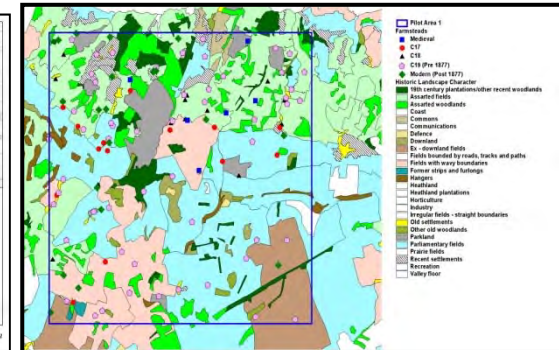 Pilot Area 1
Farmsteads
Medieval
C17
C18
C19 (Pre 1877)
Modern (Post 1877)
Historic Landscape Character
19th century plantations/other recent woodlands
Assarted fields
Assarted woodlands
Coast
Commons
Communications
Defence
Downland
Ex - downland fields
Fields bounded by roads, tracks and paths
Fields with wavy boundaries
Former strips and furlongs
Hangers
Heathland
Heathland plantations
Horticulture
Industry
Irregular fields - straight boundaries
Old settlements
Other old woodlands
Parkland
Parliamentary fields
Prairie fields
Recent settlements
Recreation
Valley floor